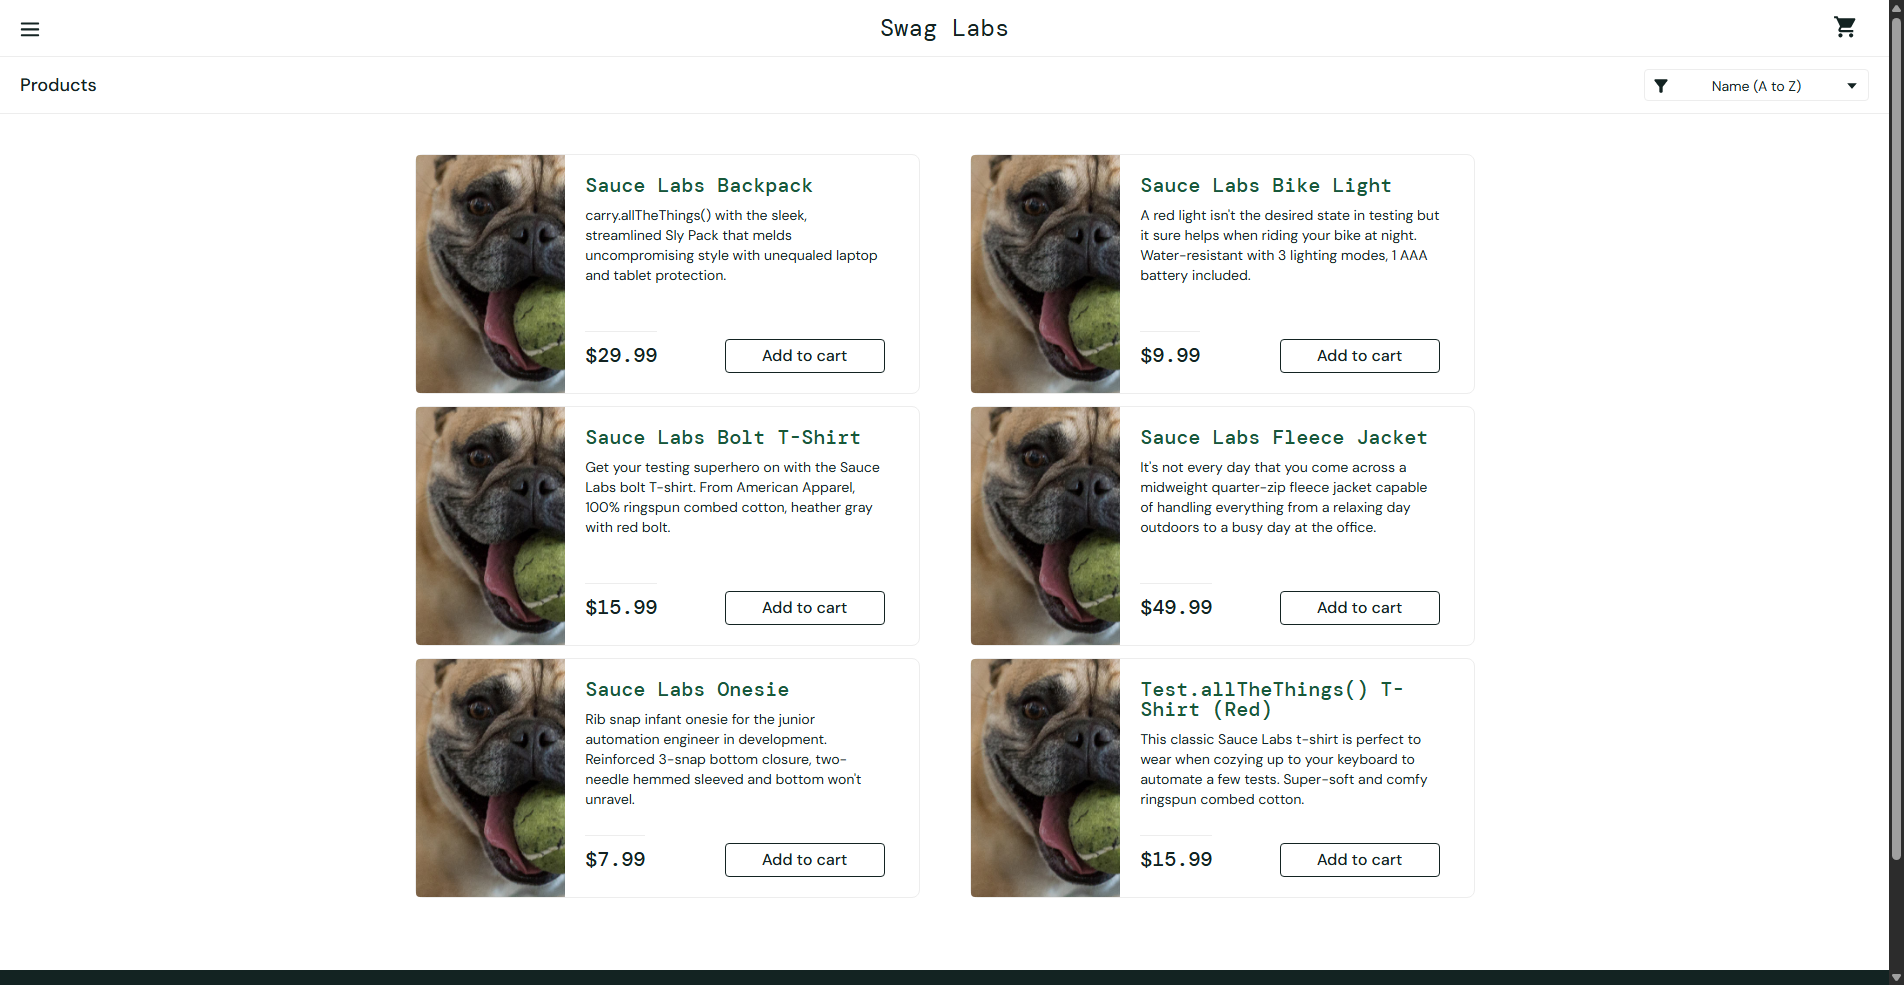 Swag Labs
Products
Name (A to Z)
Sauce Labs Backpack
carry.allTheThings() with the sleek,
streamlined Sly Pack that melds
uncompromising style with unequaled laptop
and tablet protection.
$29.99
Add to cart
Sauce Labs Bike Light
A red light isn't the desired state in testing but
it sure helps when riding your bike at night.
Water-resistant with 3 lighting modes, 1 AAA
battery included.
$9.99
Add to cart
Sauce Labs Bolt T-Shirt
Get your testing superhero on with the Sauce
Labs bolt T-shirt. From American Apparel,
100% ringspun combed cotton, heather gray
with red bolt.
$15.99
Add to cart
Sauce Labs Fleece Jacket
It's not every day that you come across a
midweight quarter-zip fleece jacket capable
of handling everything from a relaxing day
outdoors to a busy day at the office.
$49.99
Add to cart
Sauce Labs Onesie
Rib snap infant onesie for the junior
automation engineer in development.
Reinforced 3-snap bottom closure, two-
needle hemmed sleeved and bottom won't
unravel.
$7.99
Add to cart
Test.allTheThings() T-
Shirt (Red)
This classic Sauce Labs t-shirt is perfect to
wear when cozying up to your keyboard to
automate a few tests. Super-soft and comfy
ringspun combed cotton.
$15.99
Add to cart